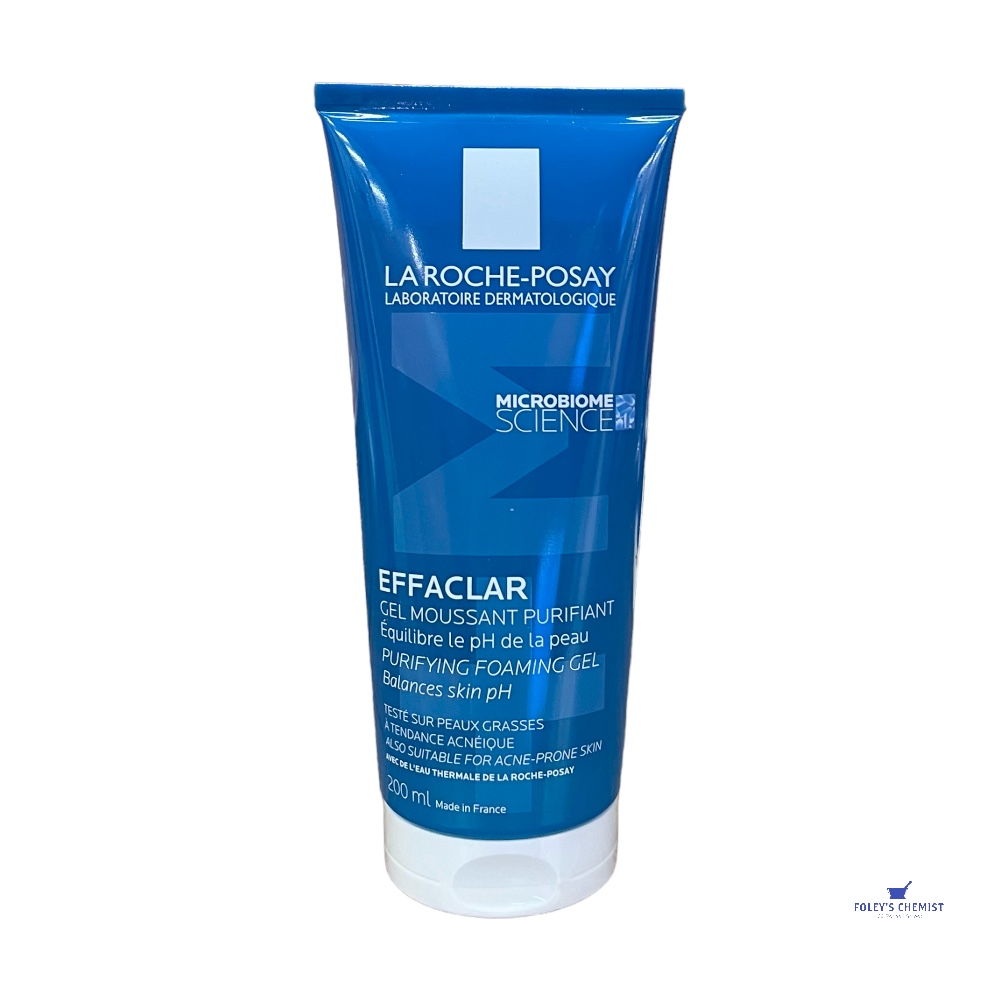 LA ROCHE-POSAY
LABORATOIRE DERMATOLOGIQUE
MICROBIOME
SCIENCE
EFFACLAR
GEL MOUSSANT PURIFIANT
Équilibre le pH de la peau
PURIFYING FOAMING GEL
Balances skin pH
TESTÉ SUR PEAUX GRASSES
À TENDANCE ACNÉIQUE
ALSO SUITABLE FOR ACNE-PRONE SKIN
AVEC DE L'EAU THERMALE DE LA ROCHE-POSAY
200 ml Made in France
FOLEY'S CHEMIST